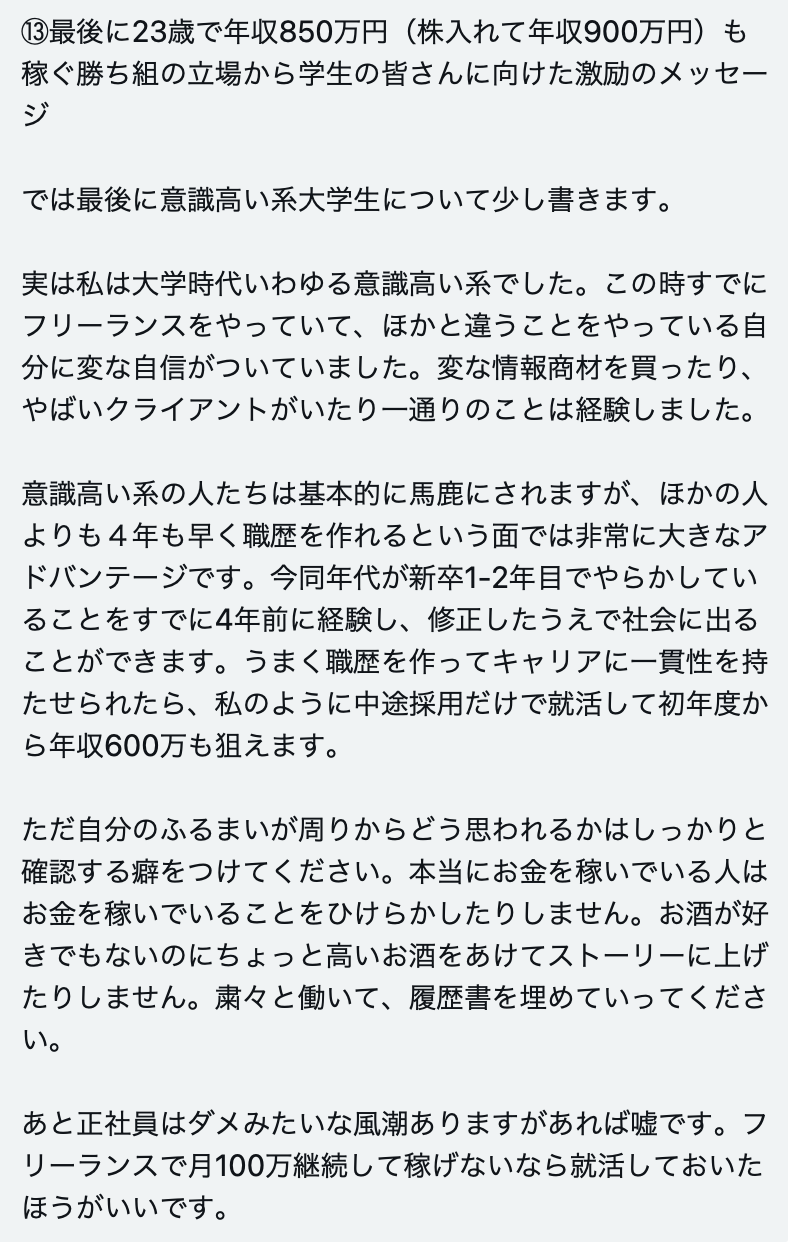 ⑬最後に23歳で年収850万円（株入れて年収900万円）も
稼ぐ勝ち組の立場から学生の皆さんに向けた激励のメッセー
ジ
では最後に意識高い系大学生について少し書きます。
実は私は大学時代いわゆる意識高い系でした。この時すでに
フリーランスをやっていて、ほかと違うことをやっている自
分に変な自信がついていました。変な情報商材を買ったり、
やばいクライアントがいたり一通りのことは経験しました。
意識高い系の人たちは基本的に馬鹿にされますが、ほかの人
よりも４年も早く職歴を作れるという面では非常に大きなア
ドバンテージです。今同年代が新卒1-2年目でやらかしてい
ることをすでに4年前に経験し、修正したうえで社会に出る
ことができます。うまく職歴を作ってキャリアに一貫性を持
たせられたら、私のように中途採用だけで就活して初年度か
ら年収600万も狙えます。
ただ自分のふるまいが周りからどう思われるかはしっかりと
確認する癖をつけてください。本当にお金を稼いでいる人は
お金を稼いでいることをひけらかしたりしません。お酒が好
きでもないのにちょっと高いお酒をあけてストーリーに上げ
たりしません。粛々と働いて、履歴書を埋めていってくださ
い。
あと正社員はダメみたいな風潮ありますがあれば嘘です。フ
リーランスで月100万継続して稼げないなら就活しておいた
ほうがいいです。